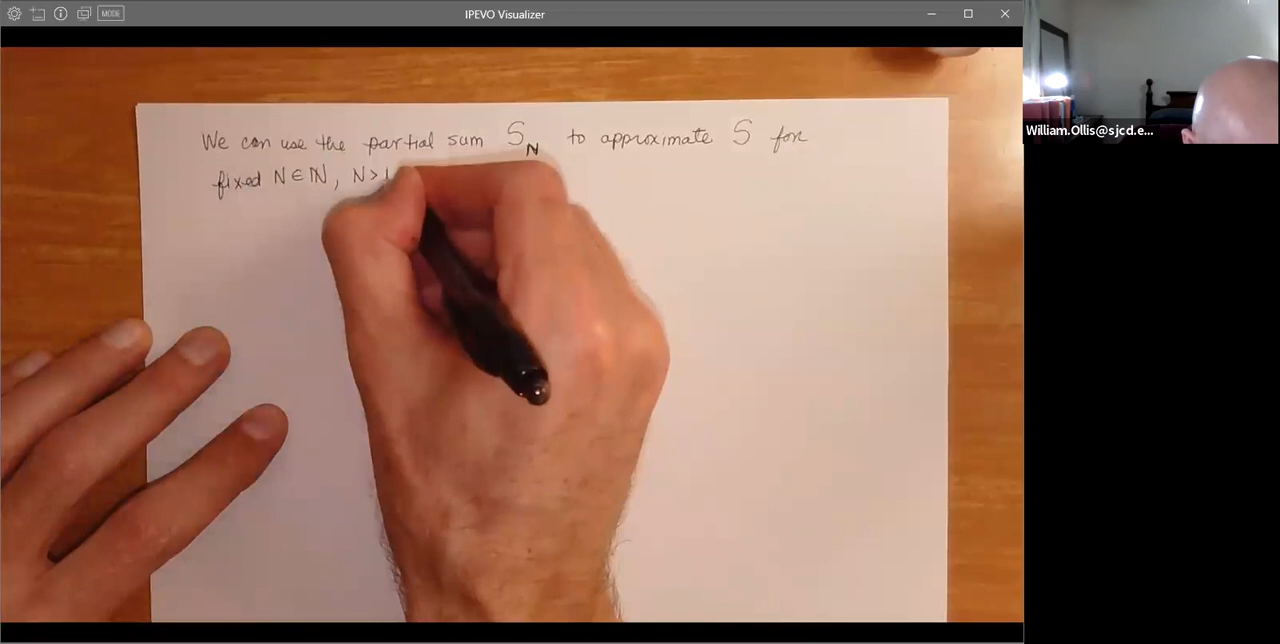 IPEVO Visualizer
MODE
William.Ollis@sjcd.e...
We can use the partial sum S_N to approximate S for
fixed N ∈ ℕ, N >